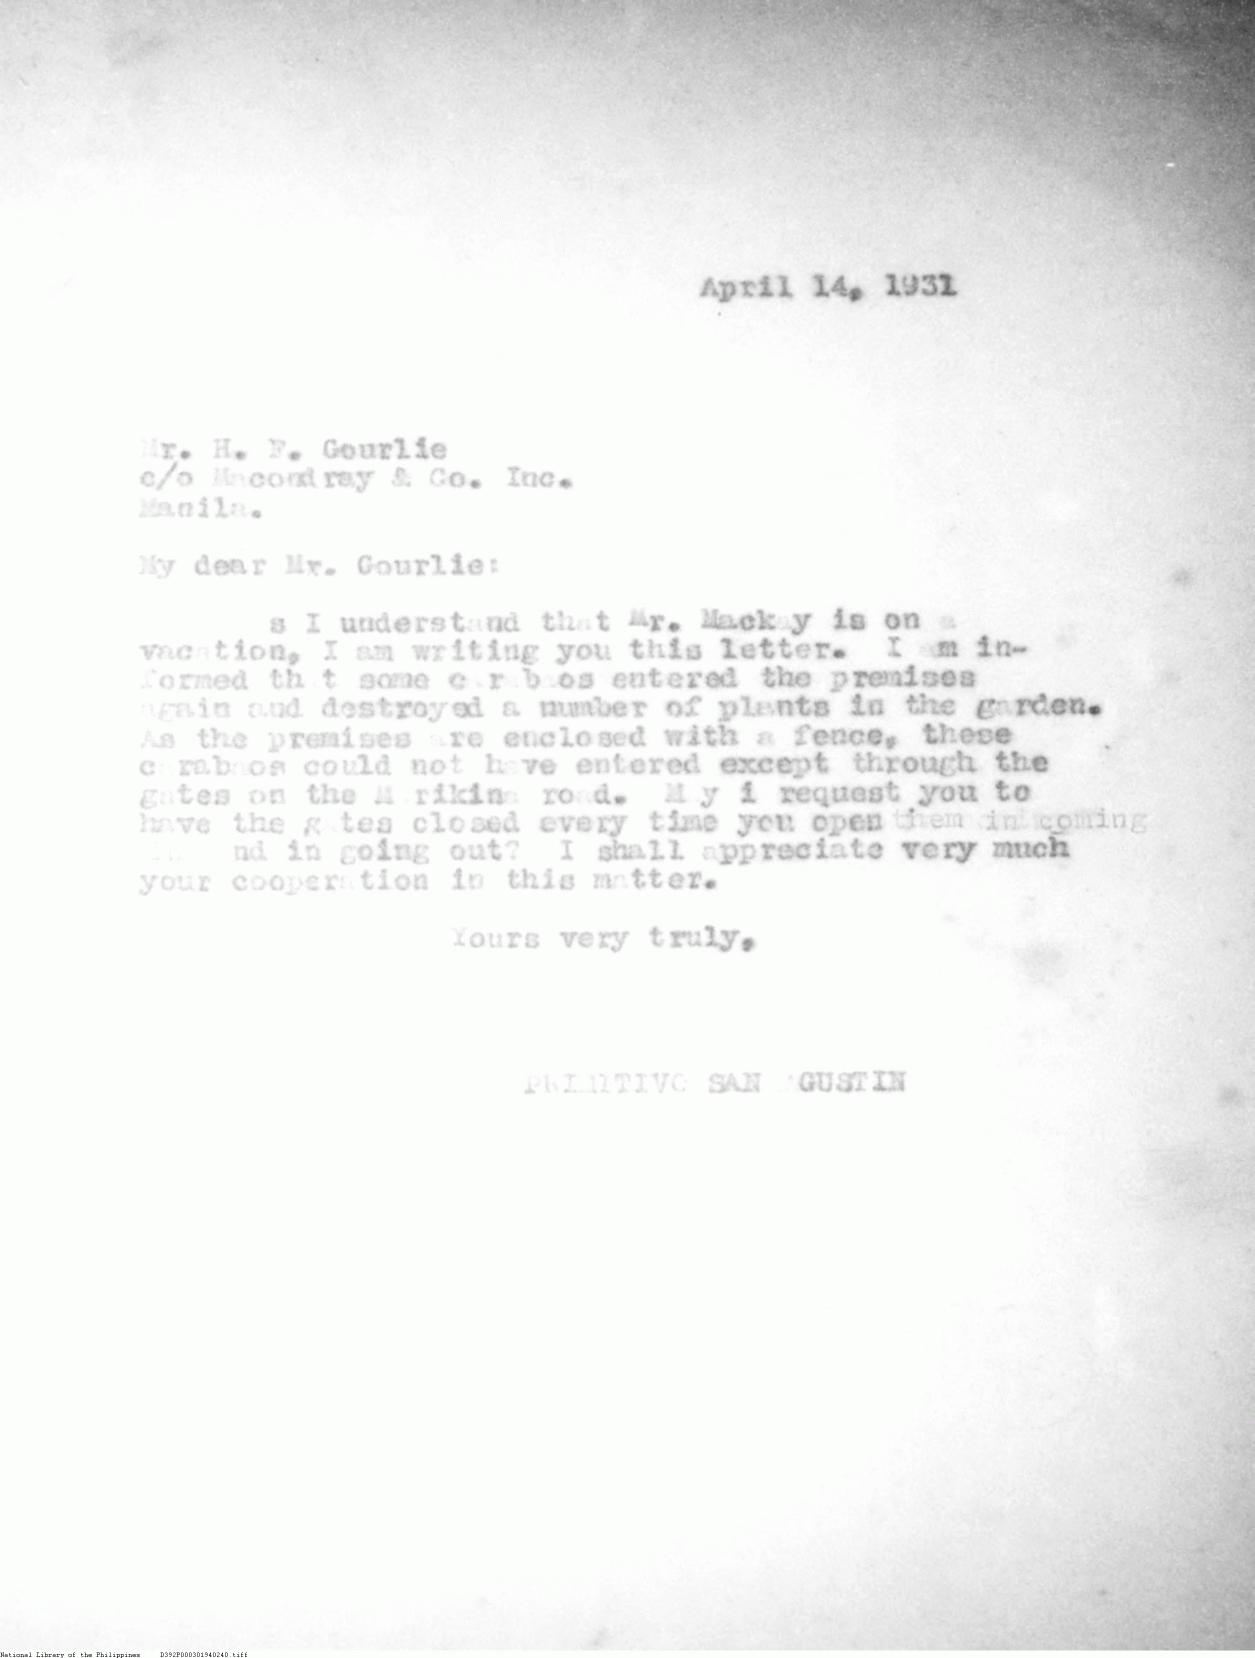 April 14, 1931
Mr. H. F. Gourlie
c/o Macondray & Co. Inc.
Manila.
My dear Mr. Gourlie:
As I understand that Mr. Mackay is on a
vacation, I am writing you this letter. I am in-
formed that some carabaos entered the premises
again and destroyed a number of plants in the garden.
As the premises are enclosed with a fence, these
carabaos could not have entered except through the
gates on the Marikina road. May i request you to
have the gates closed every time you open them in coming
in and in going out? I shall appreciate very much
your cooperation in this matter.
Yours very truly,
PRIMITIVO SAN AGUSTIN
National Library of the Philippines D392P000301940240.tiff